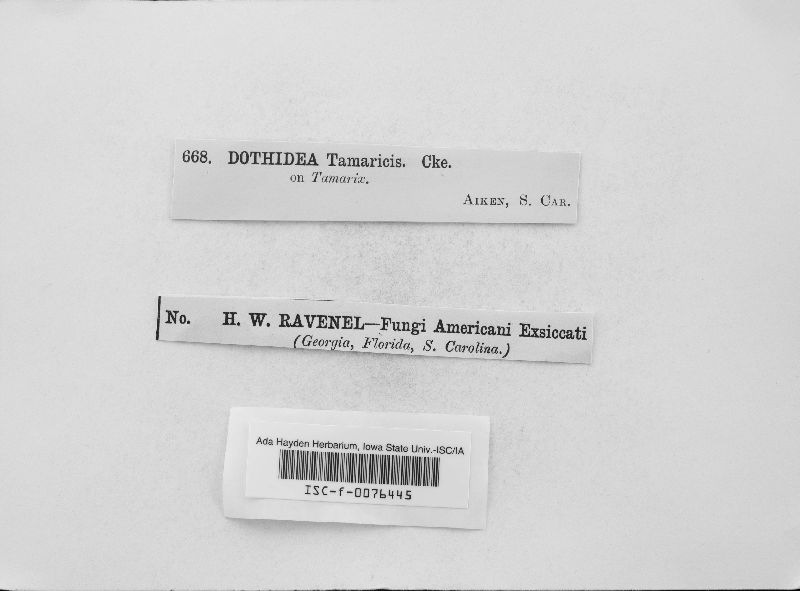 668. DOTHIDEA Tamaricis. Cke.
on Tamarix.
AIKEN, S. CAR.
No. H. W. RAVENEL—Fungi Americani Exsiccati
(Georgia, Florida, S. Carolina.)
Ada Hayden Herbarium, Iowa State Univ.-ISC/IA
ISC-f-0076445